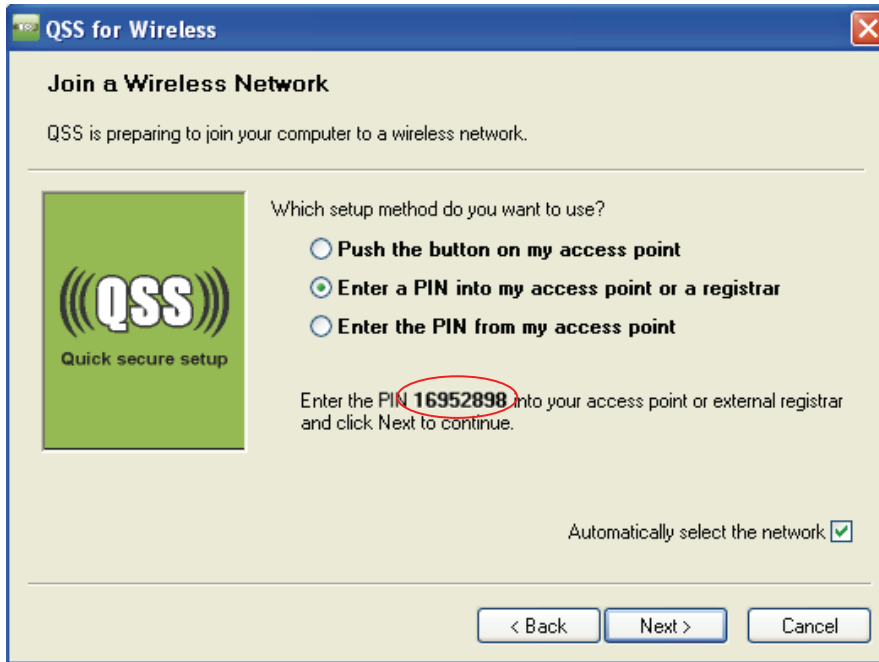 QSS for Wireless
Join a Wireless Network
QSS is preparing to join your computer to a wireless network.
Which setup method do you want to use?
Push the button on my access point
Enter a PIN into my access point or a registrar
Enter the PIN from my access point
(((QSS)))
Quick secure setup
Enter the PIN 16952898 into your access point or external registrar
and click Next to continue.
Automatically select the network
< Back Next > Cancel